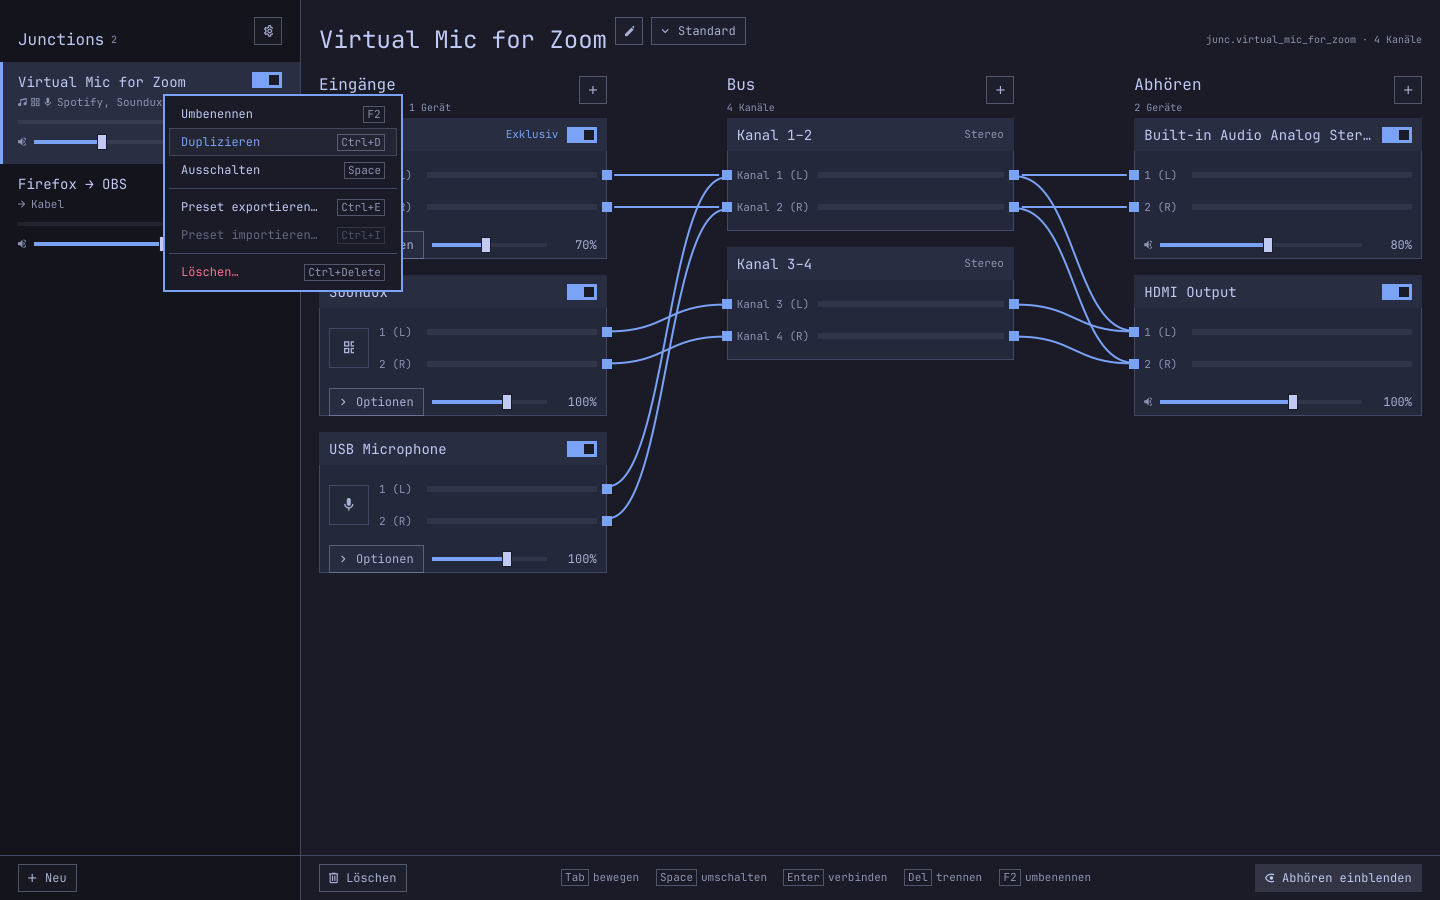 Junctions 2
Virtual Mic for Zoom
Spotify, Soundux
Firefox → OBS
→ Kabel
Umbenennen F2
Duplizieren Ctrl+D
Ausschalten Space
Preset exportieren… Ctrl+E
Preset importieren… Ctrl+I
Löschen… Ctrl+Delete
+ Neu
Virtual Mic for Zoom
Standard
junc.virtual_mic_for_zoom · 4 Kanäle
Eingänge
1 Gerät
Exklusiv
70%
Soundux
1 (L)
2 (R)
Optionen
100%
USB Microphone
1 (L)
2 (R)
Optionen
100%
Bus
4 Kanäle
Kanal 1–2 Stereo
Kanal 1 (L)
Kanal 2 (R)
Kanal 3–4 Stereo
Kanal 3 (L)
Kanal 4 (R)
Abhören
2 Geräte
Built-in Audio Analog Ster…
1 (L)
2 (R)
80%
HDMI Output
1 (L)
2 (R)
100%
Löschen
Tab bewegen Space umschalten Enter verbinden Del trennen F2 umbenennen
Abhören einblenden